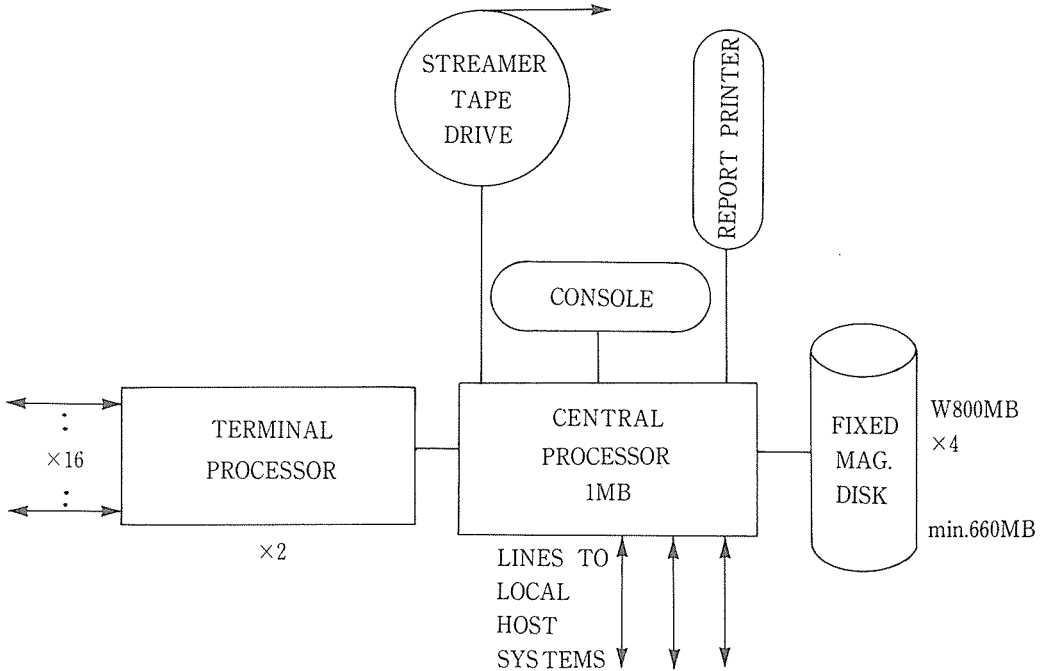 STREAMER
TAPE
DRIVE
REPORT PRINTER
CONSOLE
TERMINAL
PROCESSOR
×16
×2
CENTRAL
PROCESSOR
1MB
FIXED
MAG.
DISK
W800MB
×4
min.660MB
LINES TO
LOCAL
HOST
SYSTEMS